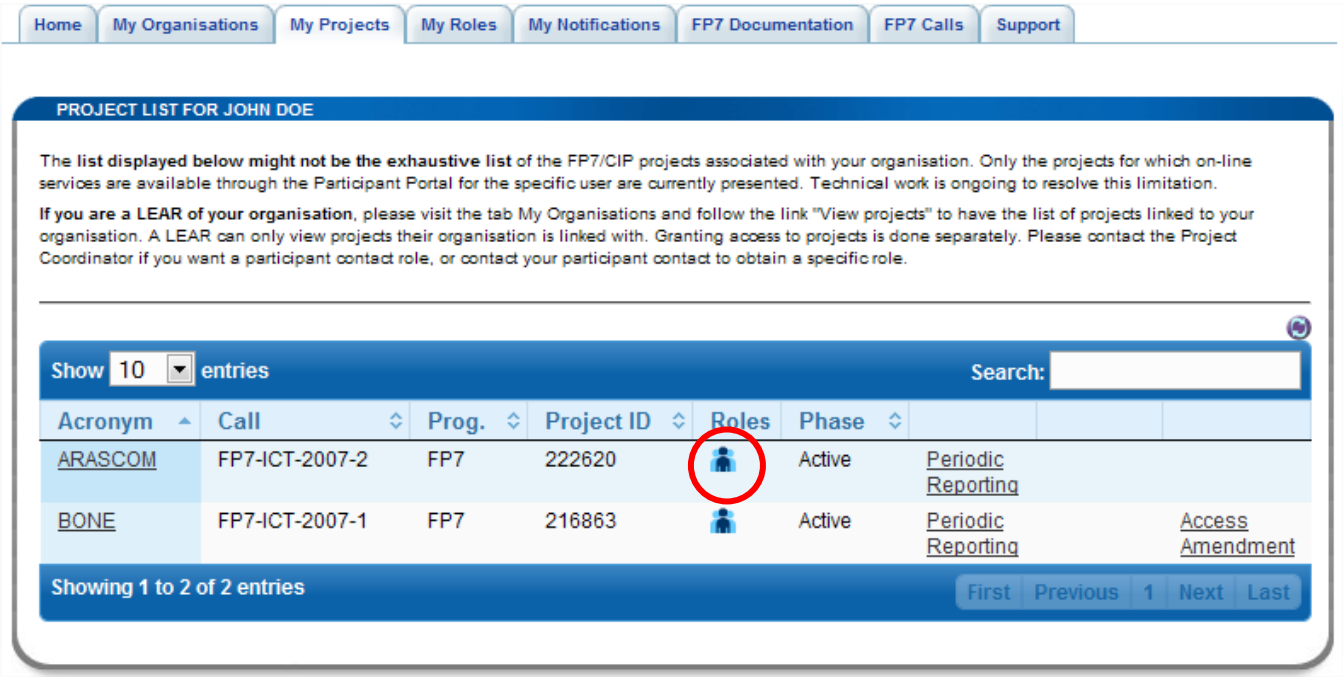 Home My Organisations My Projects My Roles My Notifications FP7 Documentation FP7 Calls Support
PROJECT LIST FOR JOHN DOE
The list displayed below might not be the exhaustive list of the FP7/CIP projects associated with your organisation. Only the projects for which on-line
services are available through the Participant Portal for the specific user are currently presented. Technical work is ongoing to resolve this limitation.
If you are a LEAR of your organisation, please visit the tab My Organisations and follow the link "View projects" to have the list of projects linked to your
organisation. A LEAR can only view projects their organisation is linked with. Granting access to projects is done separately. Please contact the Project
Coordinator if you want a participant contact role, or contact your participant contact to obtain a specific role.
Show 10 entries Search:
Acronym Call Prog. Project ID Roles Phase
ARASCOM FP7-ICT-2007-2 FP7 222620 Active Periodic
Reporting
BONE FP7-ICT-2007-1 FP7 216863 Active Periodic Access
Reporting Amendment
Showing 1 to 2 of 2 entries First Previous 1 Next Last